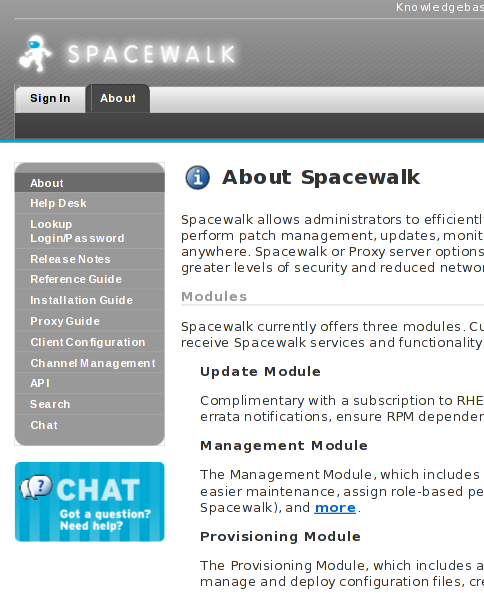 Knowledgebas
SPACEWALK
Sign In
About
About
Help Desk
Lookup
Login/Password
Release Notes
Reference Guide
Installation Guide
Proxy Guide
Client Configuration
Channel Management
API
Search
Chat
CHAT
Got a question?
Need help?
About Spacewalk
Spacewalk allows administrators to efficientl
perform patch management, updates, monit
anywhere. Spacewalk or Proxy server options
greater levels of security and reduced networ
Modules
Spacewalk currently offers three modules. Cu
receive Spacewalk services and functionality
Update Module
Complimentary with a subscription to RHE
errata notifications, ensure RPM depender
Management Module
The Management Module, which includes
easier maintenance, assign role-based pe
Spacewalk), and more.
Provisioning Module
The Provisioning Module, which includes a
manage and deploy configuration files, cre